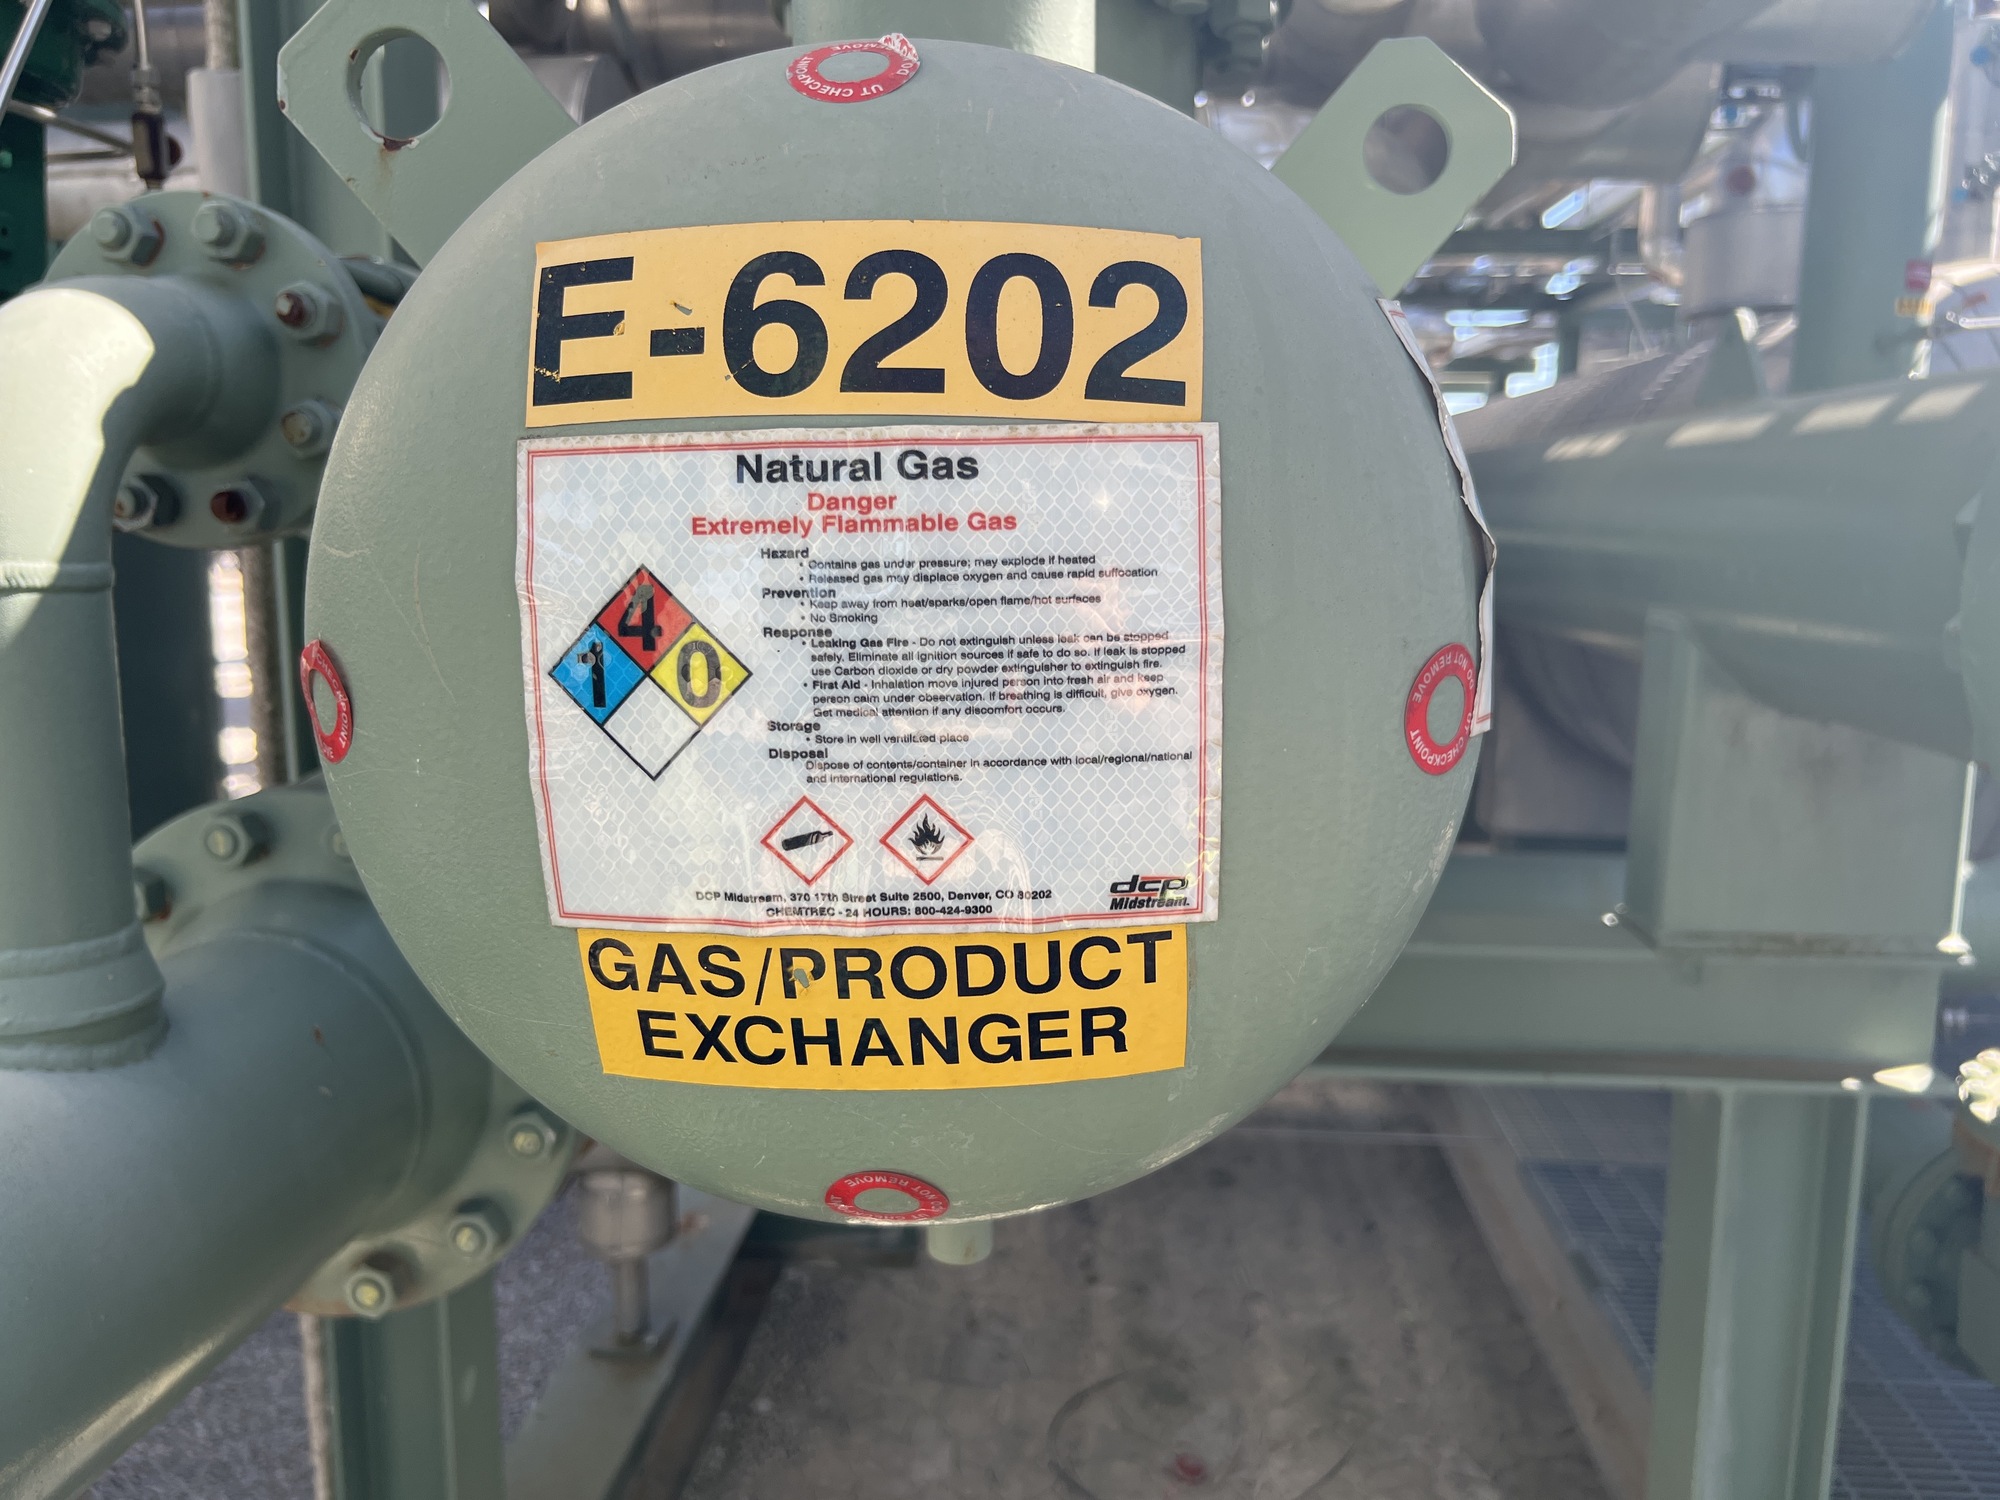 E-6202
Natural Gas
Danger
Extremely Flammable Gas
Hazard
• Contains gas under pressure; may explode if heated
• Released gas may displace oxygen and cause rapid suffocation
Prevention
• Keep away from heat/sparks/open flame/hot surfaces
• No Smoking
Response
• Leaking Gas Fire - Do not extinguish unless leak can be stopped
safely. Eliminate all ignition sources if safe to do so. If leak is stopped
use Carbon dioxide or dry powder extinguisher to extinguish fire.
• First Aid - Inhalation move injured person into fresh air and keep
person calm under observation. If breathing is difficult, give oxygen.
Get medical attention if any discomfort occurs.
Storage
• Store in well ventilated place
Disposal
Dispose of contents/container in accordance with local/regional/national
and international regulations.
4
1
0
DCP Midstream, 370 17th Street Suite 2500, Denver, CO 80202
CHEMTREC - 24 HOURS: 800-424-9300
dcp
Midstream.
GAS/PRODUCT
EXCHANGER
UT CHECKPOINT
CHECKPOINT
DO NOT REMOVE
UT CHECKPOINT
DO NOT REMOVE